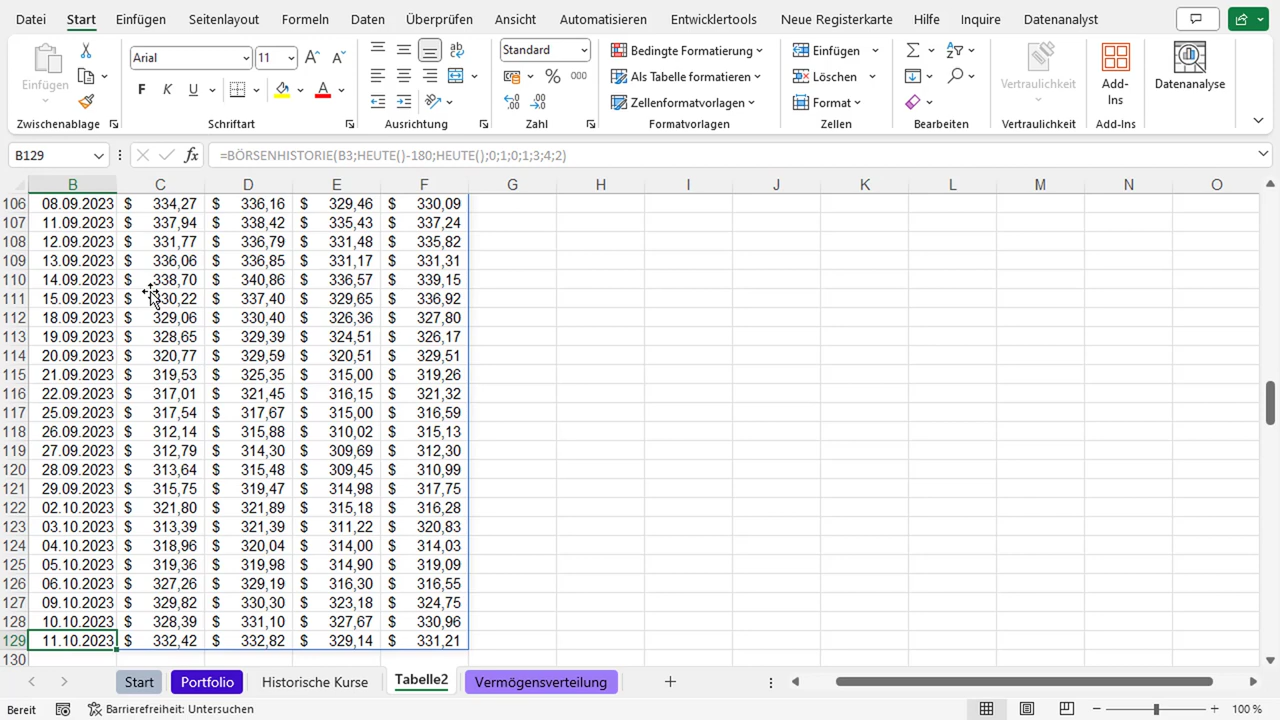 Datei Start Einfügen Seitenlayout Formeln Daten Überprüfung Ansicht Automatisieren Entwicklertools Neue Registerkarte Hilfe Inquire Datenanalyst
Einfügen
Zwischenablage
Arial 11 A A
F K U A
Schriftart
ab
Ausrichtung
Standard
% 000
Zahl
Bedingte Formatierung
Als Tabelle formatieren
Zellenformatvorlagen
Formatvorlagen
Einfügen
Löschen
Format
Zellen
Bearbeiten
Vertraulichkeit
Vertraulichkeit
Add-Ins
Add-Ins
Datenanalyse
B129 fx =BÖRSENHISTORIE(B3;HEUTE()-180;HEUTE();0;1;0;1;3;4;2)
B C D E F G H I J K L M N O
106 08.09.2023 $ 334,27 $ 336,16 $ 329,46 $ 330,09
107 11.09.2023 $ 337,94 $ 338,42 $ 335,43 $ 337,24
108 12.09.2023 $ 331,77 $ 336,79 $ 331,48 $ 335,82
109 13.09.2023 $ 336,06 $ 336,85 $ 331,17 $ 331,31
110 14.09.2023 $ 338,70 $ 340,86 $ 336,57 $ 339,15
111 15.09.2023 $ 330,22 $ 337,40 $ 329,65 $ 336,92
112 18.09.2023 $ 329,06 $ 330,40 $ 326,36 $ 327,80
113 19.09.2023 $ 328,65 $ 329,39 $ 324,51 $ 326,17
114 20.09.2023 $ 320,77 $ 329,59 $ 320,51 $ 329,51
115 21.09.2023 $ 319,53 $ 325,35 $ 315,00 $ 319,26
116 22.09.2023 $ 317,01 $ 321,45 $ 316,15 $ 321,32
117 25.09.2023 $ 317,54 $ 317,67 $ 315,00 $ 316,59
118 26.09.2023 $ 312,14 $ 315,88 $ 310,02 $ 315,13
119 27.09.2023 $ 312,79 $ 314,30 $ 309,69 $ 312,30
120 28.09.2023 $ 313,64 $ 315,48 $ 309,45 $ 310,99
121 29.09.2023 $ 315,75 $ 319,47 $ 314,98 $ 317,75
122 02.10.2023 $ 321,80 $ 321,89 $ 315,18 $ 316,28
123 03.10.2023 $ 313,39 $ 321,39 $ 311,22 $ 320,83
124 04.10.2023 $ 318,96 $ 320,04 $ 314,00 $ 314,03
125 05.10.2023 $ 319,36 $ 319,98 $ 314,90 $ 319,09
126 06.10.2023 $ 327,26 $ 329,19 $ 316,30 $ 316,55
127 09.10.2023 $ 329,82 $ 330,30 $ 323,18 $ 324,75
128 10.10.2023 $ 328,39 $ 331,10 $ 327,67 $ 330,96
129 11.10.2023 $ 332,42 $ 332,82 $ 329,14 $ 331,21
130
Start Portfolio Historische Kurse Tabelle2 Vermögensverteilung
Bereit Barrierefreiheit: Untersuchen 100 %